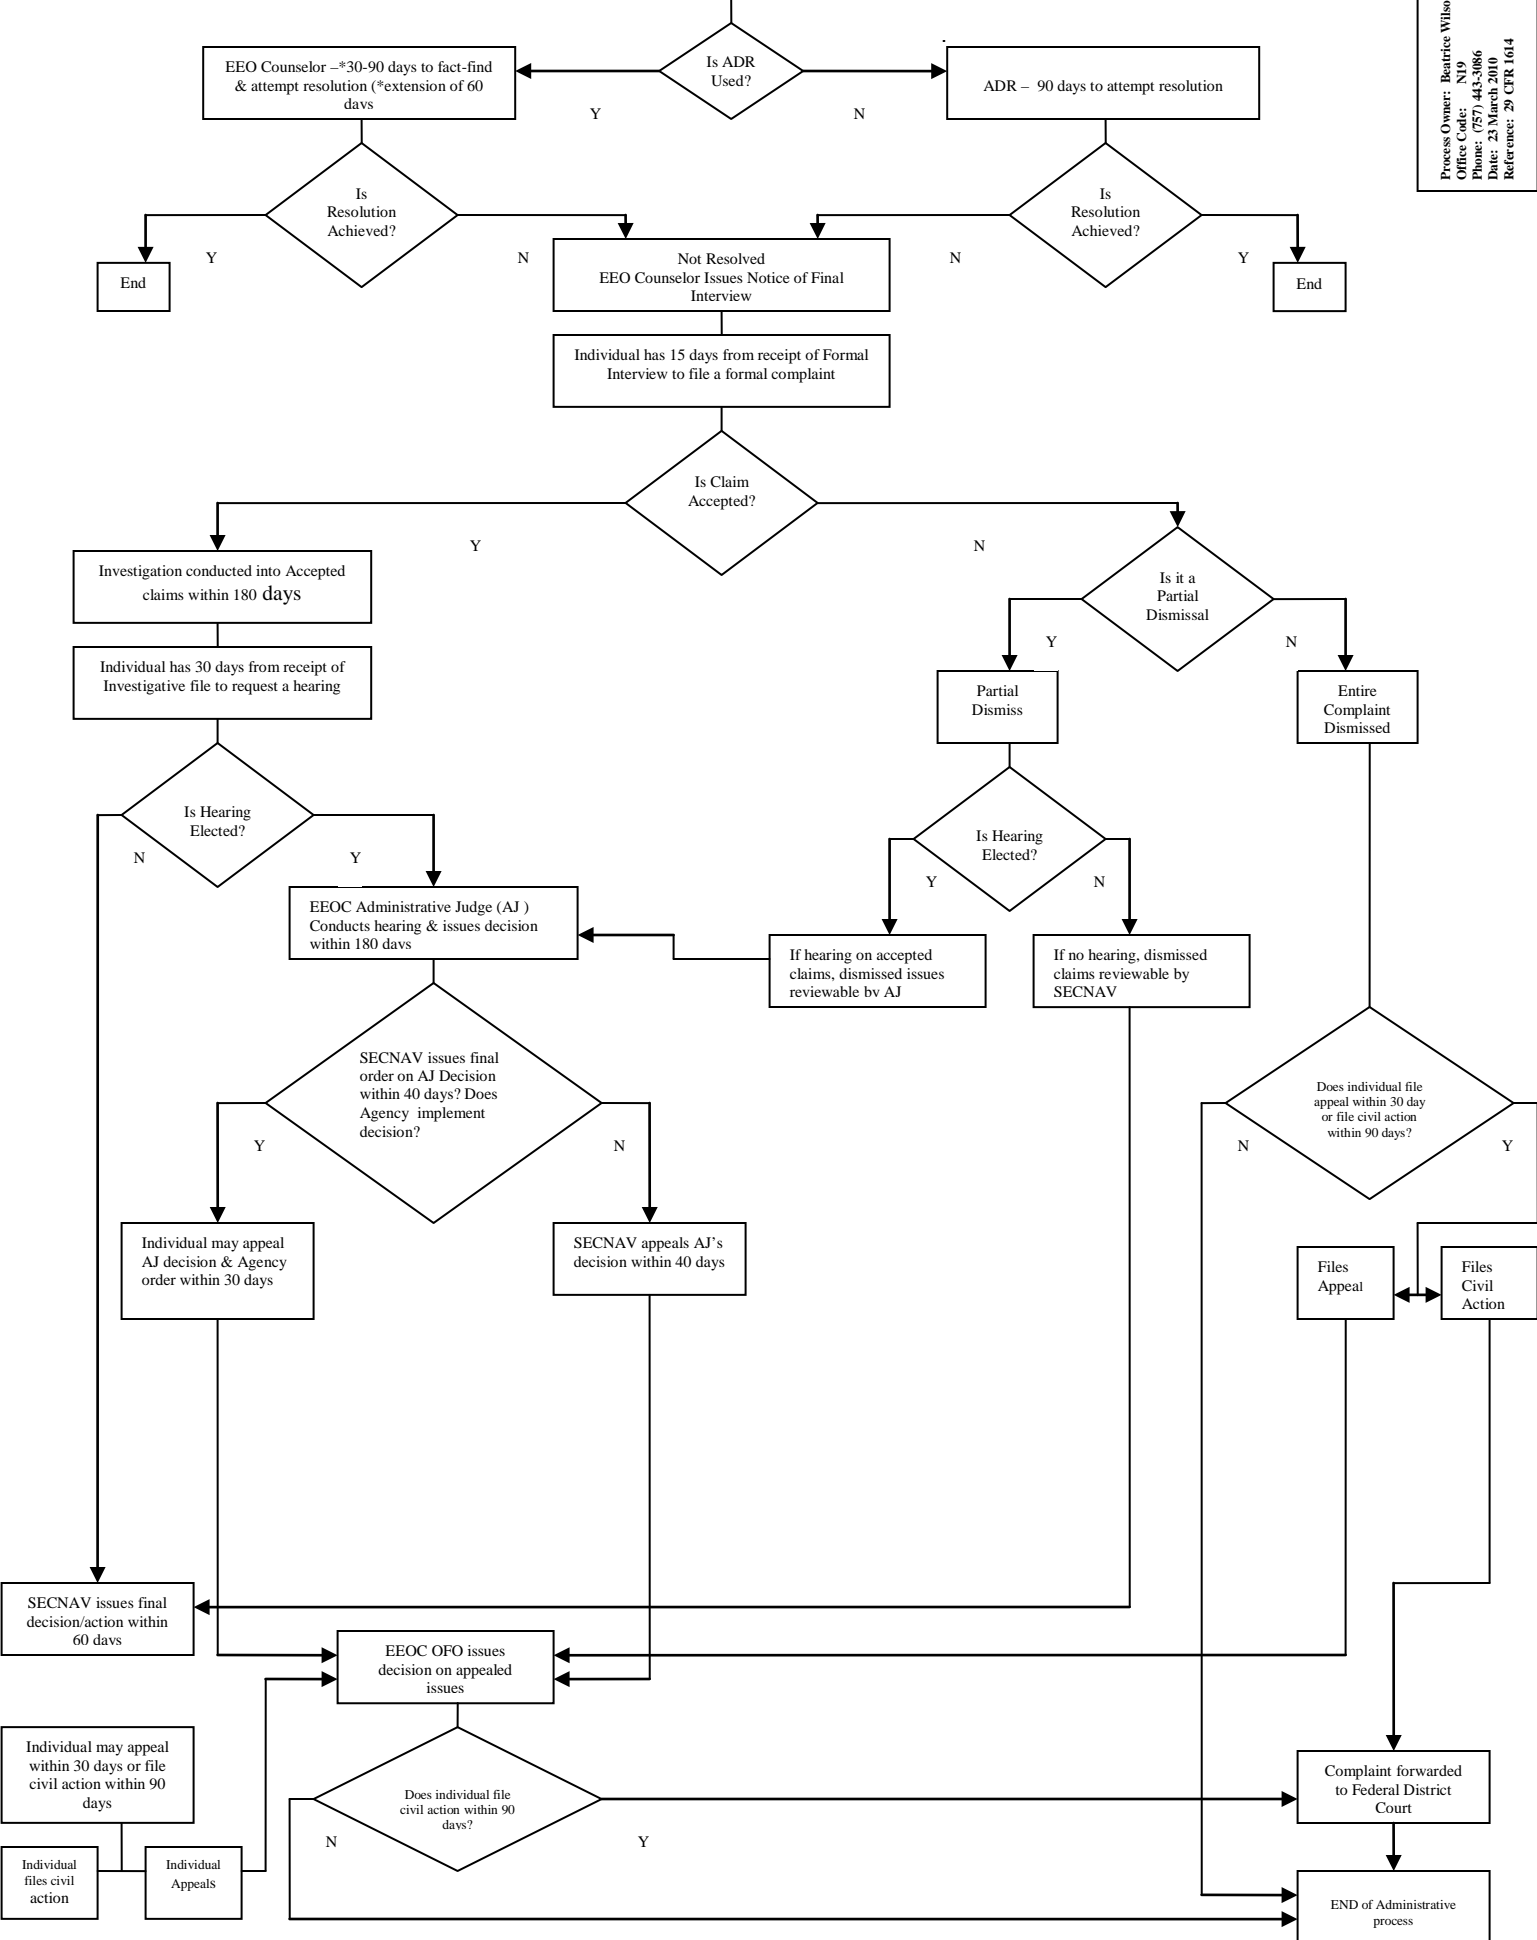 Is ADR
Used?
EEO Counselor –*30-90 days to fact-find
& attempt resolution (*extension of 60
days
ADR – 90 days to attempt resolution
Y
N
Process Owner: Beatrice Wilso
Office Code: N19
Phone: (757) 443-3086
Date: 23 March 2010
Reference: 29 CFR 1614
Is
Resolution
Achieved?
Is
Resolution
Achieved?
Y
N
N
Y
End
Not Resolved
EEO Counselor Issues Notice of Final
Interview
End
Individual has 15 days from receipt of Formal
Interview to file a formal complaint
Is Claim
Accepted?
Y
N
Investigation conducted into Accepted
claims within 180 days
Is it a
Partial
Dismissal
Y
N
Individual has 30 days from receipt of
Investigative file to request a hearing
Partial
Dismiss
Entire
Complaint
Dismissed
Is Hearing
Elected?
N
Y
Is Hearing
Elected?
Y
N
EEOC Administrative Judge (AJ )
Conducts hearing & issues decision
within 180 days
If hearing on accepted
claims, dismissed issues
reviewable by AJ
If no hearing, dismissed
claims reviewable by
SECNAV
SECNAV issues final
order on AJ Decision
within 40 days? Does
Agency implement
decision?
Y
N
Does individual file
appeal within 30 day
or file civil action
within 90 days?
N
Y
Individual may appeal
AJ decision & Agency
order within 30 days
SECNAV appeals AJ's
decision within 40 days
Files
Appeal
Files
Civil
Action
SECNAV issues final
decision/action within
60 days
EEOC OFO issues
decision on appealed
issues
Individual may appeal
within 30 days or file
civil action within 90
days
Does individual file
civil action within 90
days?
N
Y
Complaint forwarded
to Federal District
Court
Individual
files civil
action
Individual
Appeals
END of Administrative
process